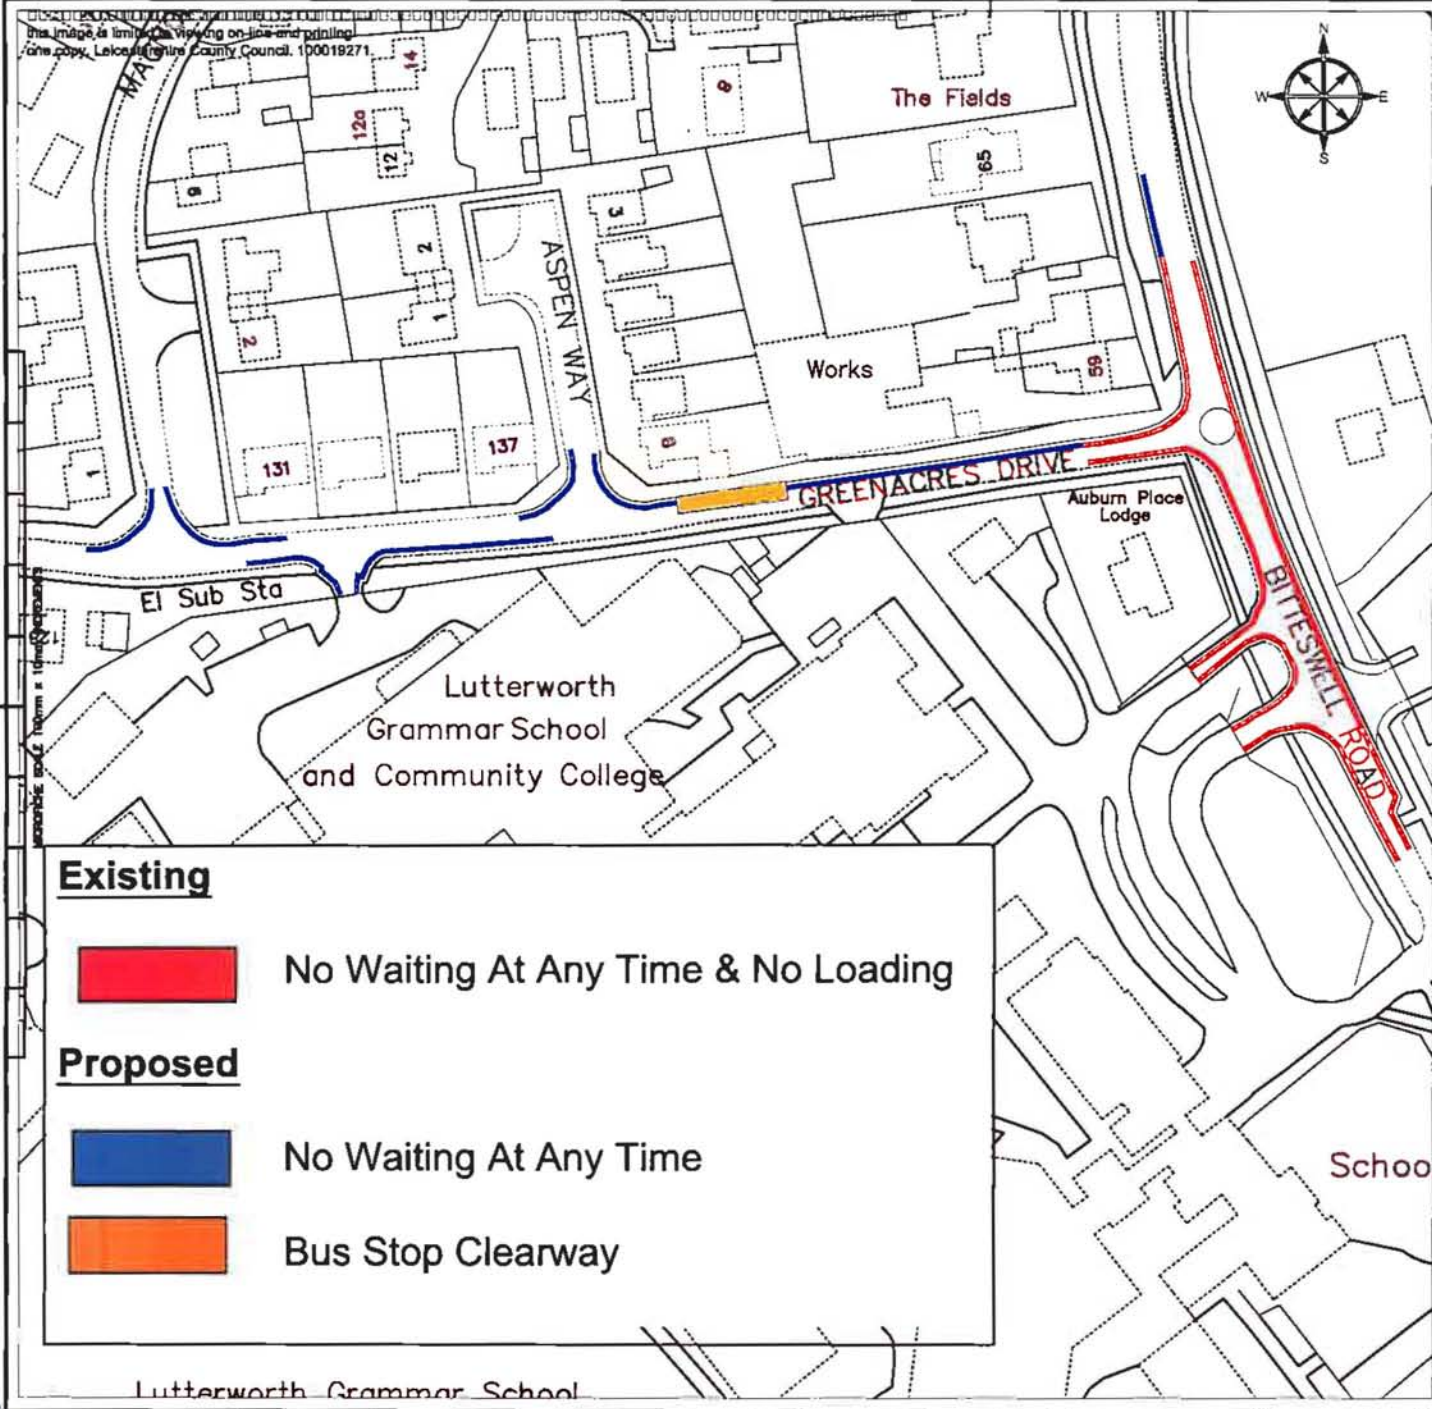 this image is limited to viewing on-line and printing
one copy, Leicestershire County Council. 100019271.
N
W
E
S
14
12a
12
9
8
The Fields
65
3
2
1
2
ASPEN WAY
Works
59
131
137
8
1
GREENACRES DRIVE
Auburn Place
Lodge
El Sub Sta
BITTESWELL ROAD
Lutterworth
Grammar School
and Community College
Existing
No Waiting At Any Time & No Loading
Proposed
No Waiting At Any Time
Bus Stop Clearway
Schoo
Lutterworth Grammar School